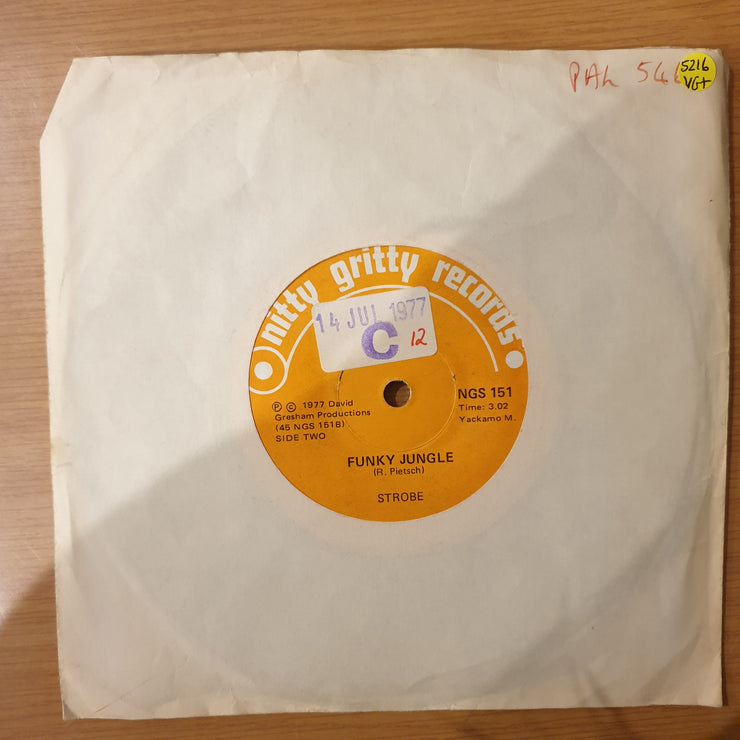 PAL
5216
VG+
nitty gritty records
14 JUL 1977
C 12
℗ © 1977 David
Gresham Productions
(45 NGS 151B)
SIDE TWO
NGS 151
Time: 3.02
Yackamo M.
FUNKY JUNGLE
(R. Pietsch)
STROBE